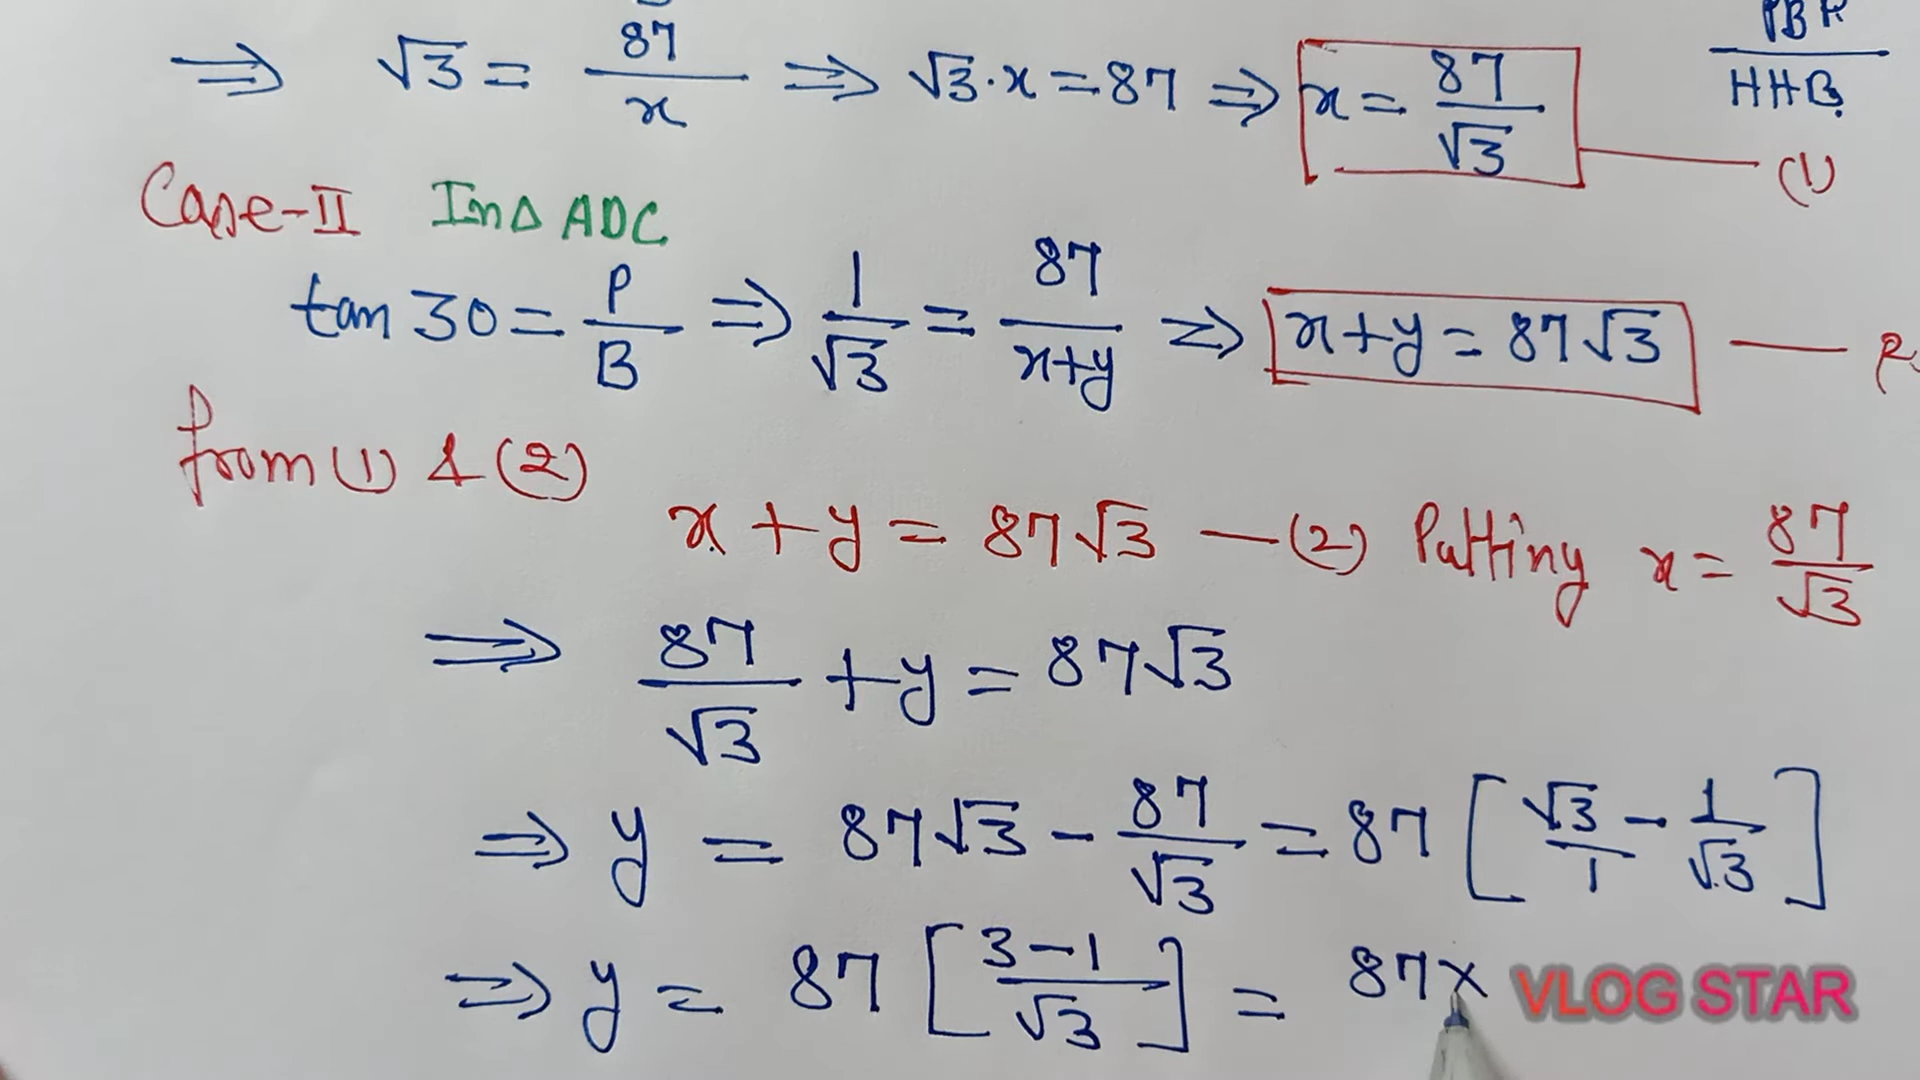 ⇒ √3 = 87/x ⇒ √3·x = 87 ⇒ x = 87/√3 — (1)
HHB
Case-II In Δ ADC
tan 30 = P/B ⇒ 1/√3 = 87/x+y ⇒ x+y = 87√3 —
from (1) & (2)
x + y = 87√3 — (2) Putting x = 87/√3
⇒ 87/√3 + y = 87√3
⇒ y = 87√3 - 87/√3 = 87 [√3/1 - 1/√3]
⇒ y = 87 [3-1/√3] = 87×
VLOG STAR